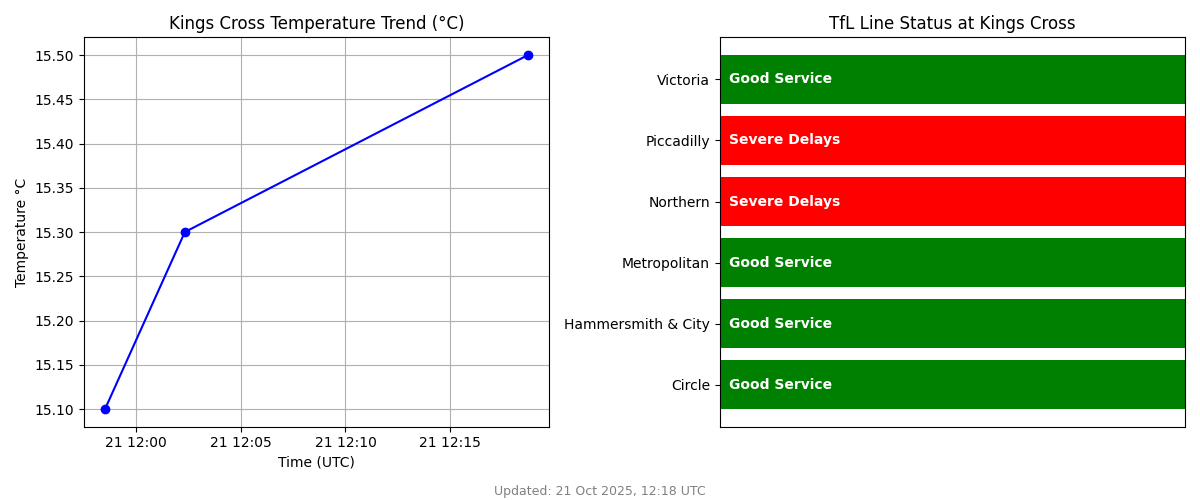 Kings Cross Temperature Trend (°C)
Temperature °C
15.50
15.45
15.40
15.35
15.30
15.25
15.20
15.15
15.10
21 12:00 21 12:05 21 12:10 21 12:15
Time (UTC)
TfL Line Status at Kings Cross
Victoria Good Service
Piccadilly Severe Delays
Northern Severe Delays
Metropolitan Good Service
Hammersmith & City Good Service
Circle Good Service
Updated: 21 Oct 2025, 12:18 UTC